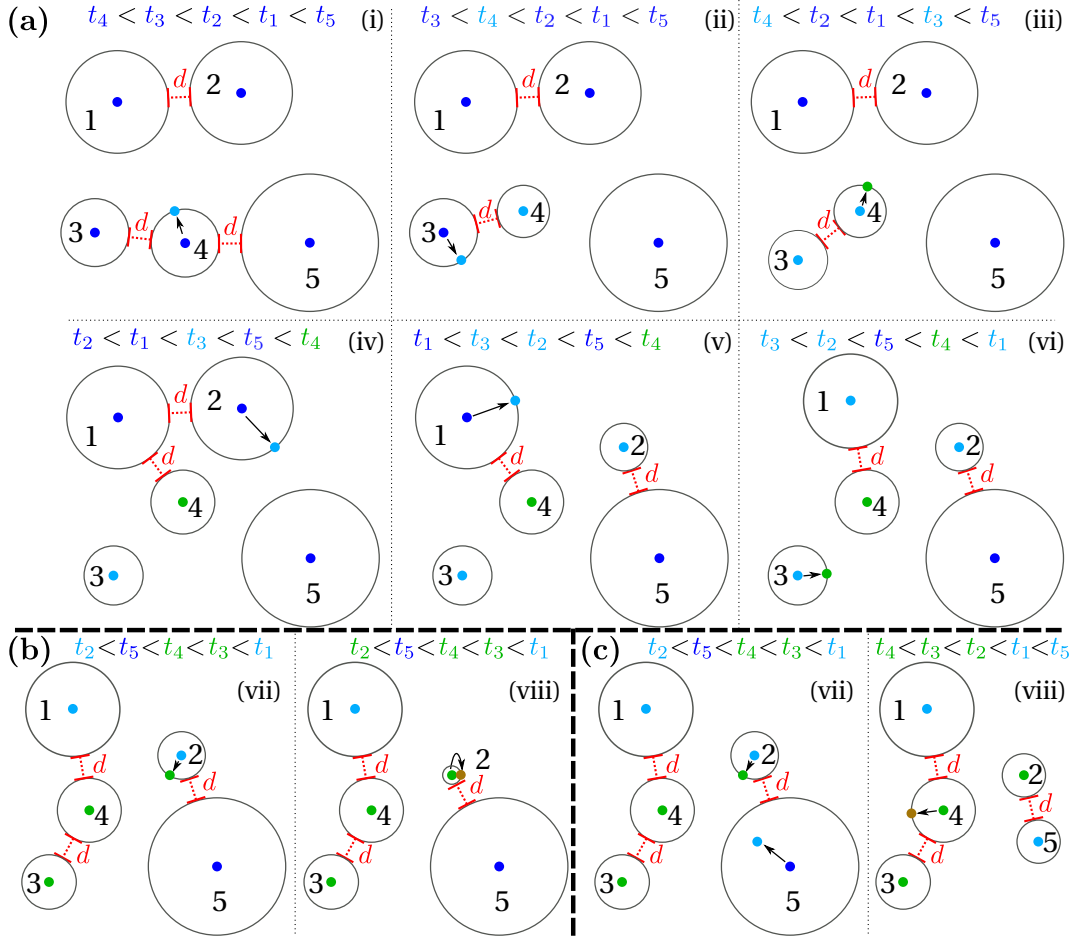 (a) t₄ < t₃ < t₂ < t₁ < t₅ (i)
t₃ < t₄ < t₂ < t₁ < t₅ (ii)
t₄ < t₂ < t₁ < t₃ < t₅ (iii)
1 d 2
3 d 4 d 5
1 d 2
3 d 4 5
1 d 2
3 d 4 5
t₂ < t₁ < t₃ < t₅ < t₄ (iv)
t₁ < t₃ < t₂ < t₅ < t₄ (v)
t₃ < t₂ < t₅ < t₄ < t₁ (vi)
1 d 2
d
4
3
5
1 2
d d
4
3
5
1 2
d d
4
3
5
(b) t₂ < t₅ < t₄ < t₃ < t₁
(vii)
1
2
d d
4
d
3
5
t₂ < t₅ < t₄ < t₃ < t₁
(viii)
1
2
d d
4
d
3
5
(c) t₂ < t₅ < t₄ < t₃ < t₁
(vii)
1
2
d d
4
d
3
5
t₄ < t₃ < t₂ < t₁ < t₅
(viii)
1
2
d d
4
5
d
3